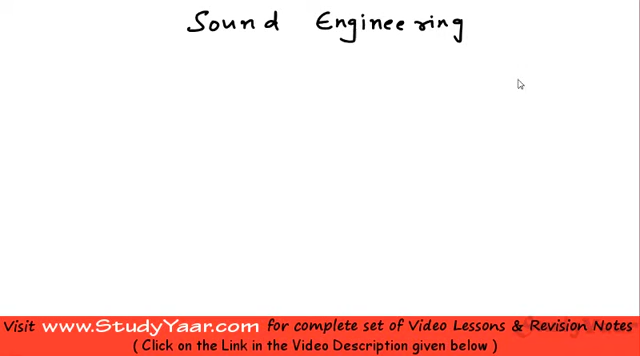 Sound Engineering
Visit www.StudyYaar.com for complete set of Video Lessons & Revision Notes
( Click on the Link in the Video Description given below )